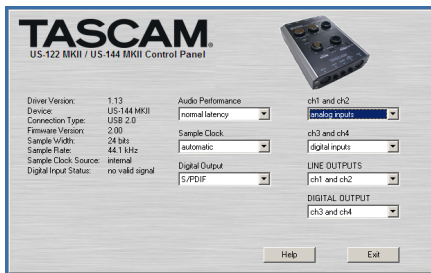 TASCAM®
US-122 MKII / US-144 MKII Control Panel
Driver Version: 1.13
Device: US-144 MKII
Connection Type: USB 2.0
Firmware Version: 2.00
Sample Width: 24 bits
Sample Rate: 44.1 kHz
Sample Clock Source: internal
Digital Input Status: no valid signal
Audio Performance
normal latency
Sample Clock
automatic
Digital Output
S/PDIF
ch1 and ch2
analog inputs
ch3 and ch4
digital inputs
LINE OUTPUTS
ch1 and ch2
DIGITAL OUTPUT
ch3 and ch4
Help
Exit